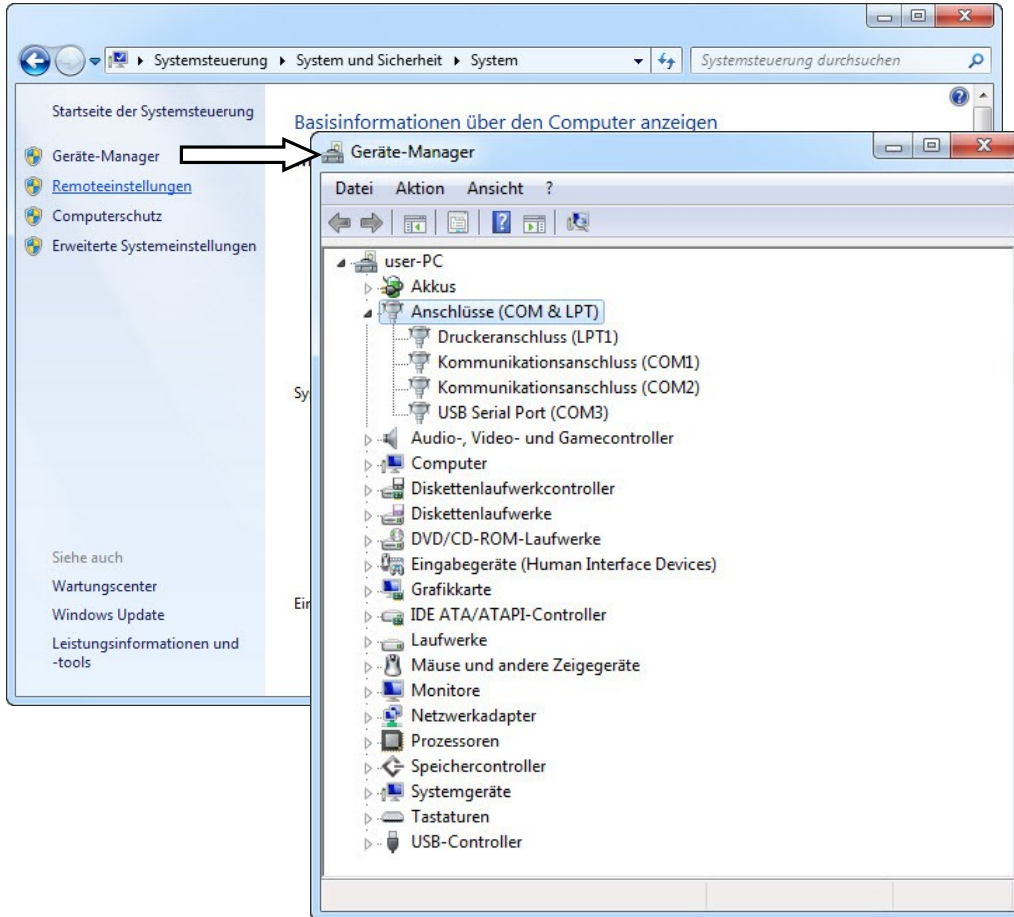 Systemsteuerung System und Sicherheit System
Systemsteuerung durchsuchen
Startseite der Systemsteuerung
Geräte-Manager
Remoteeinstellungen
Computerschutz
Erweiterte Systemeinstellungen
Siehe auch
Wartungscenter
Windows Update
Leistungsinformationen und
-tools
Basisinformationen über den Computer anzeigen
Sy
Ein
Geräte-Manager
Datei Aktion Ansicht ?
user-PC
Akkus
Anschlüsse (COM & LPT)
Druckeranschluss (LPT1)
Kommunikationsanschluss (COM1)
Kommunikationsanschluss (COM2)
USB Serial Port (COM3)
Audio-, Video- und Gamecontroller
Computer
Diskettenlaufwerkcontroller
Diskettenlaufwerke
DVD/CD-ROM-Laufwerke
Eingabegeräte (Human Interface Devices)
Grafikkarte
IDE ATA/ATAPI-Controller
Laufwerke
Mäuse und andere Zeigegeräte
Monitore
Netzwerkadapter
Prozessoren
Speichercontroller
Systemgeräte
Tastaturen
USB-Controller